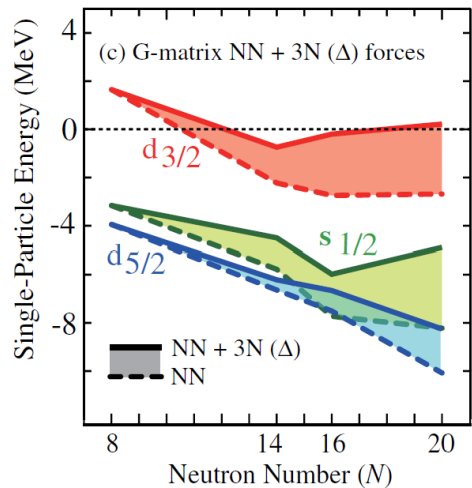 (c) G-matrix NN + 3N (Δ) forces
Single-Particle Energy (MeV)
4
0
-4
-8
d3/2
s1/2
d5/2
NN + 3N (Δ)
NN
8 14 16 20
Neutron Number (N)